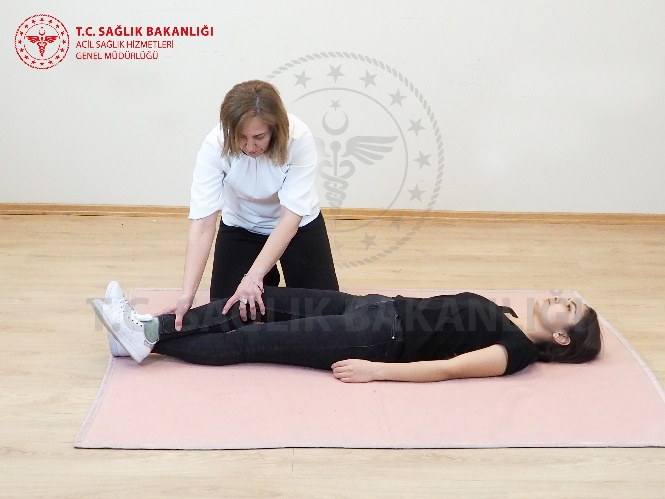 T.C. SAĞLIK BAKANLIĞI
ACİL SAĞLIK HİZMETLERİ
GENEL MÜDÜRLÜĞÜ
T.C. SAĞLIK BAKANLIĞI